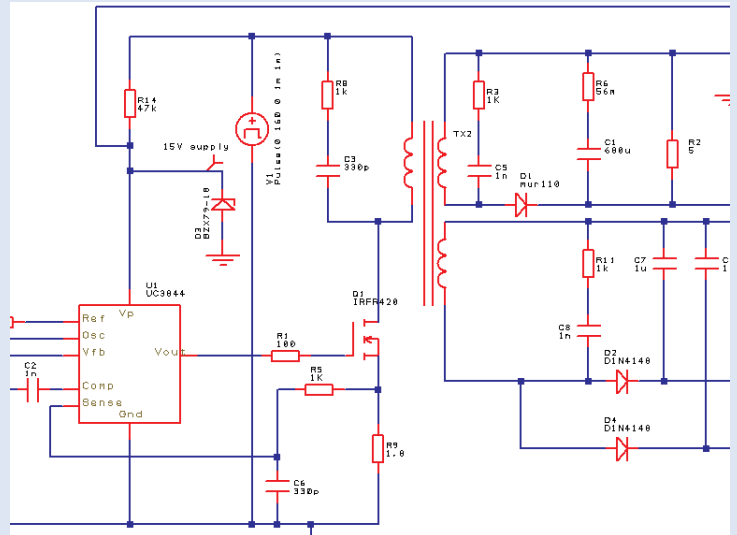 R14
47k
15V supply
D3
BZX79-18
V1
Pulse(0 160 0 1m 1m)
R8
1k
C3
330p
TX2
R3
1K
C5
1n
D1
mur110
R6
56m
C1
680u
R2
5
U1
UC3844
Vp
Ref
Osc
Vfb
Comp
Sense
Gnd
Vout
C2
1n
R1
100
Q1
IRFR420
R5
1K
R9
1.0
C6
330p
R11
1k
C8
1n
C7
1u
C
1
D2
D1N4148
D4
D1N4148